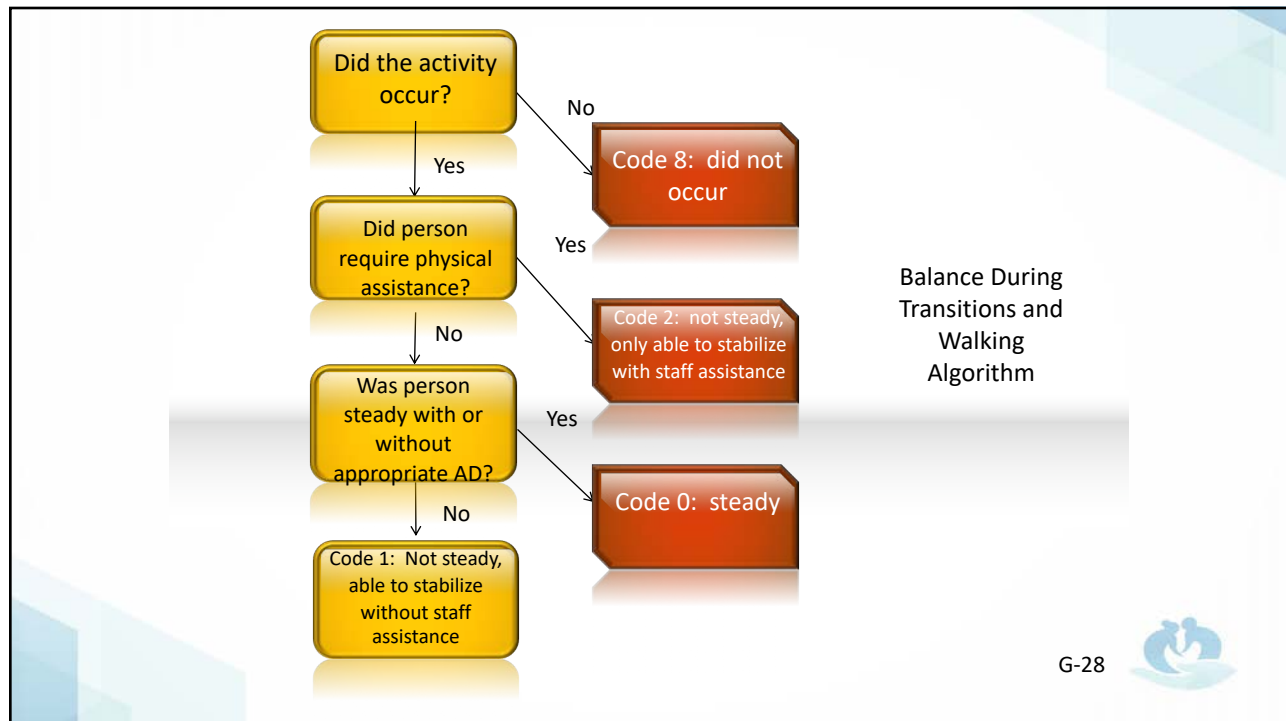 Did the activity
occur?
No
Code 8:  did not
occur
Yes
Did person
require physical
assistance?
Yes
Code 2:  not steady,
only able to stabilize
with staff assistance
Balance During
Transitions and
Walking
Algorithm
No
Was person
steady with or
without
appropriate AD?
Yes
Code 0:  steady
No
Code 1:  Not steady,
able to stabilize
without staff
assistance
G-28